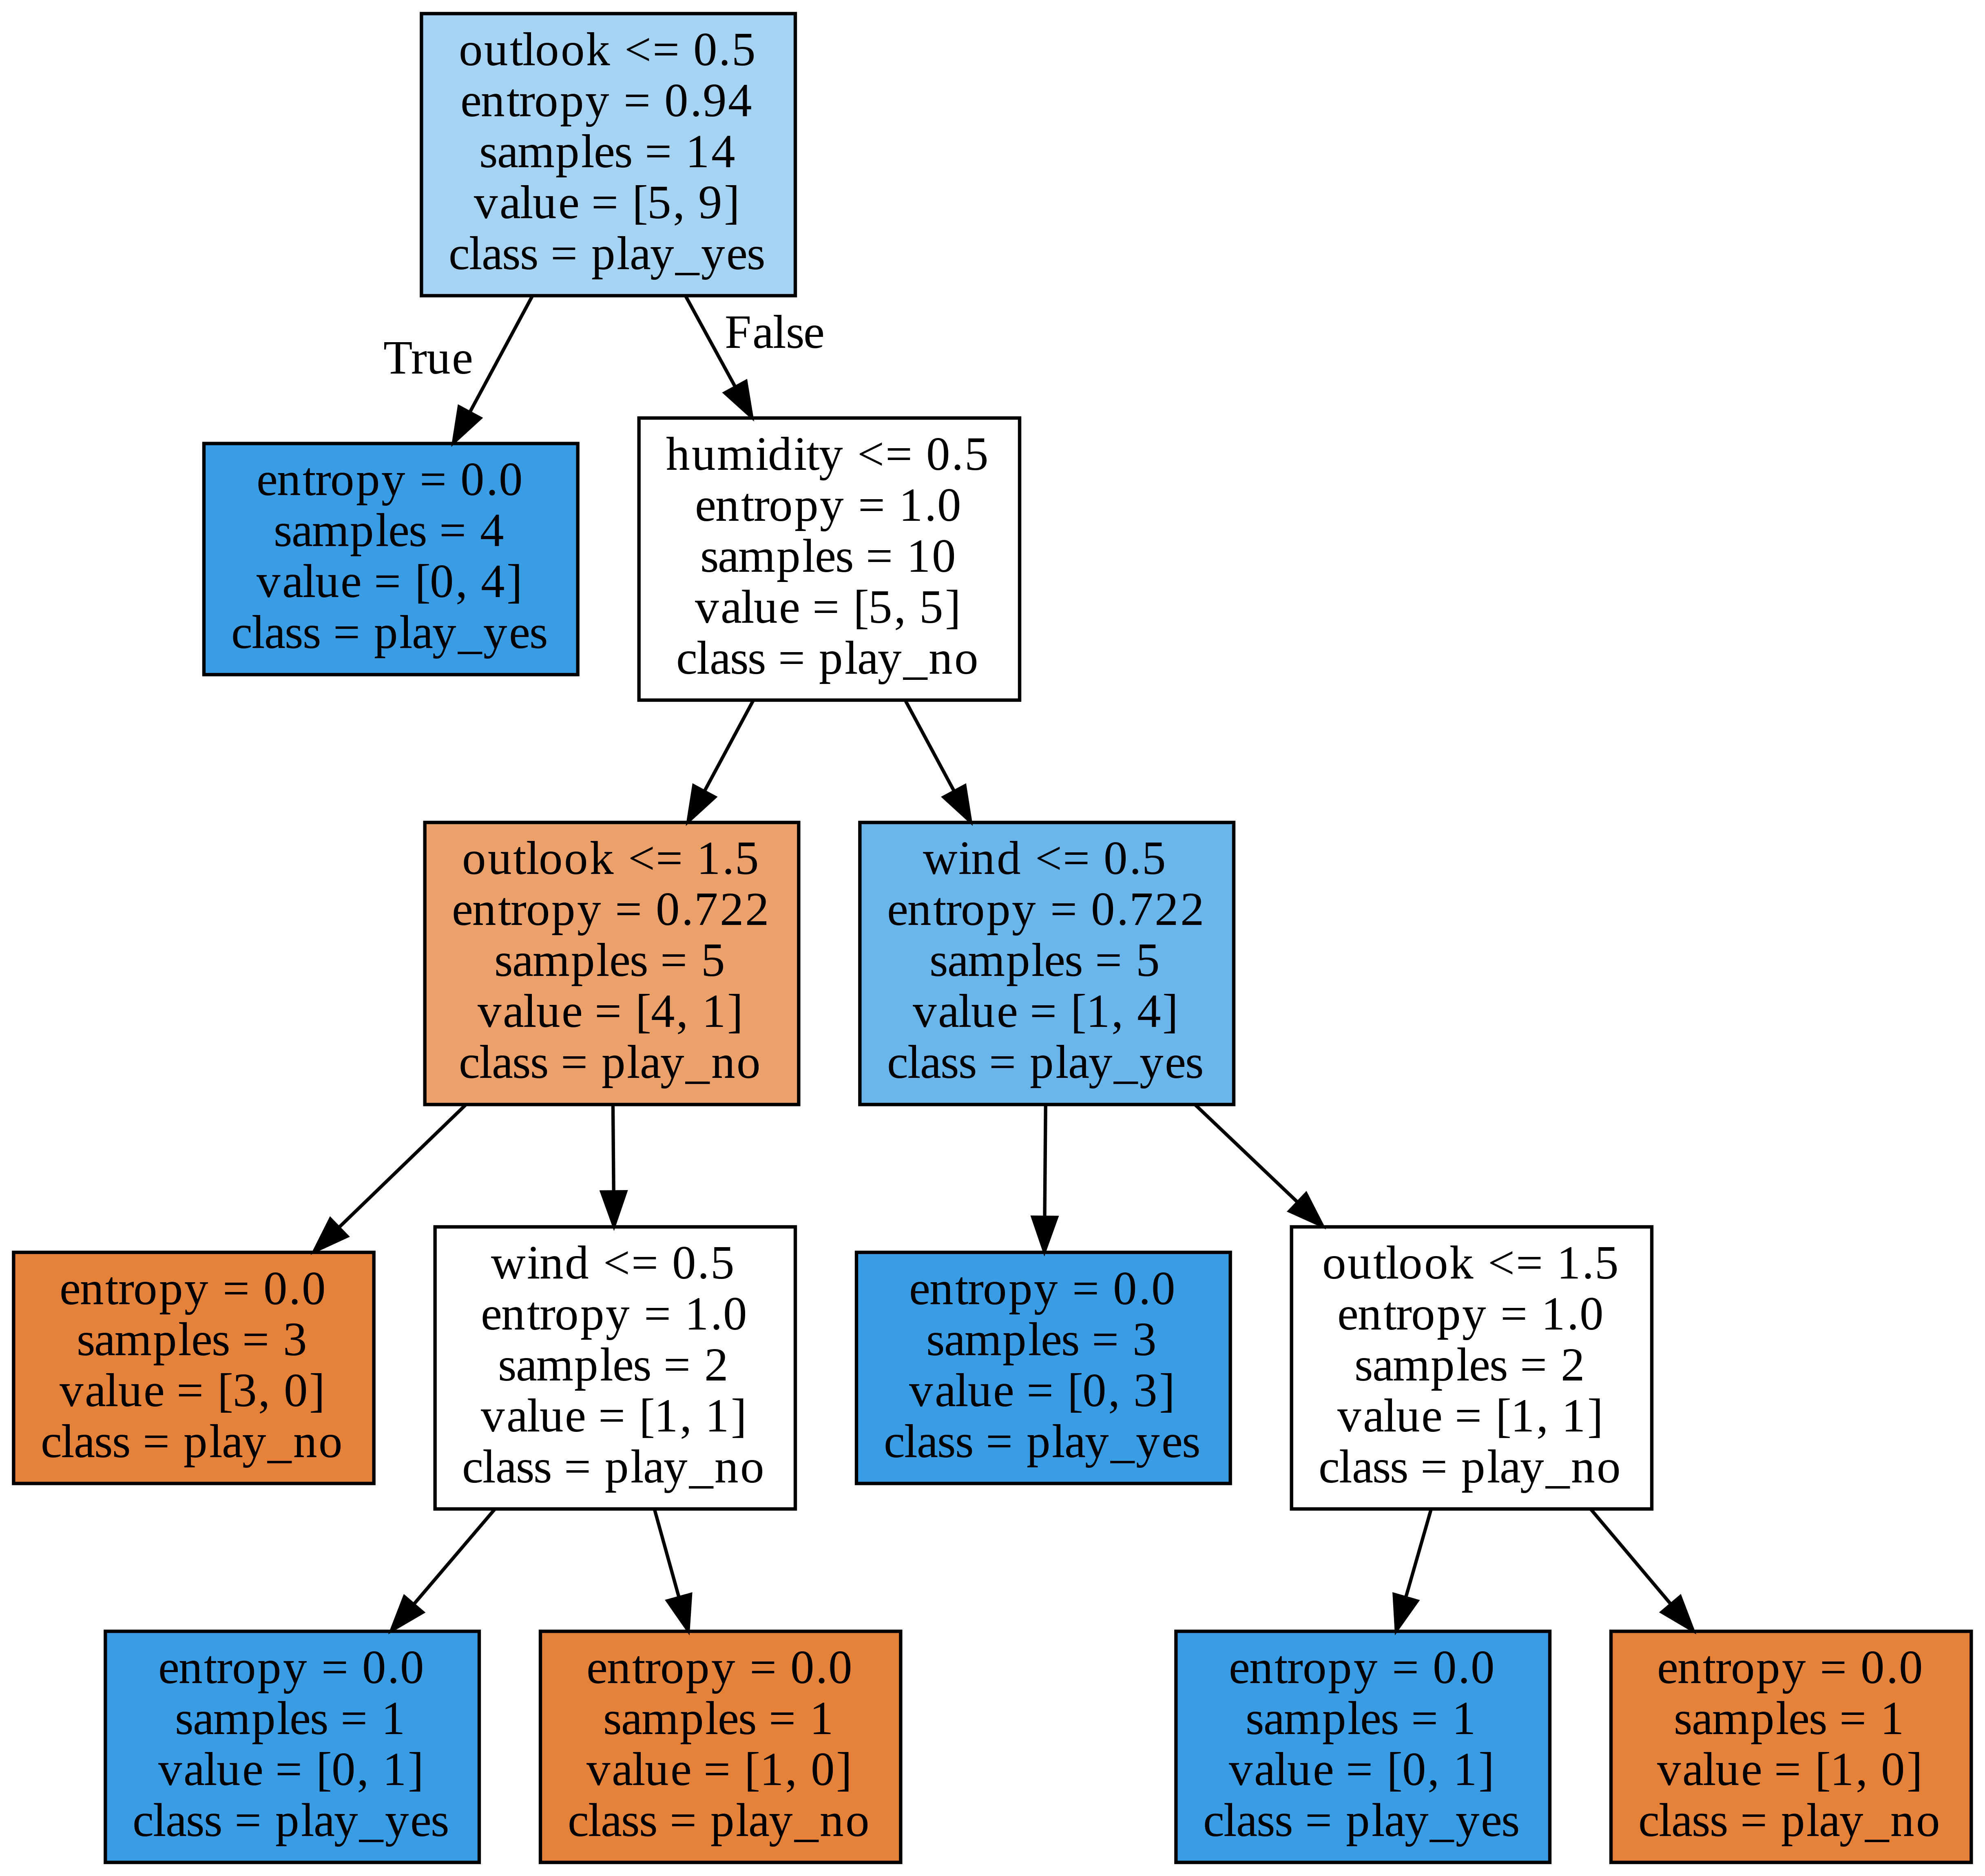 outlook <= 0.5
entropy = 0.94
samples = 14
value = [5, 9]
class = play_yes
True
False
entropy = 0.0
samples = 4
value = [0, 4]
class = play_yes
humidity <= 0.5
entropy = 1.0
samples = 10
value = [5, 5]
class = play_no
outlook <= 1.5
entropy = 0.722
samples = 5
value = [4, 1]
class = play_no
wind <= 0.5
entropy = 0.722
samples = 5
value = [1, 4]
class = play_yes
entropy = 0.0
samples = 3
value = [3, 0]
class = play_no
wind <= 0.5
entropy = 1.0
samples = 2
value = [1, 1]
class = play_no
entropy = 0.0
samples = 3
value = [0, 3]
class = play_yes
outlook <= 1.5
entropy = 1.0
samples = 2
value = [1, 1]
class = play_no
entropy = 0.0
samples = 1
value = [0, 1]
class = play_yes
entropy = 0.0
samples = 1
value = [1, 0]
class = play_no
entropy = 0.0
samples = 1
value = [0, 1]
class = play_yes
entropy = 0.0
samples = 1
value = [1, 0]
class = play_no